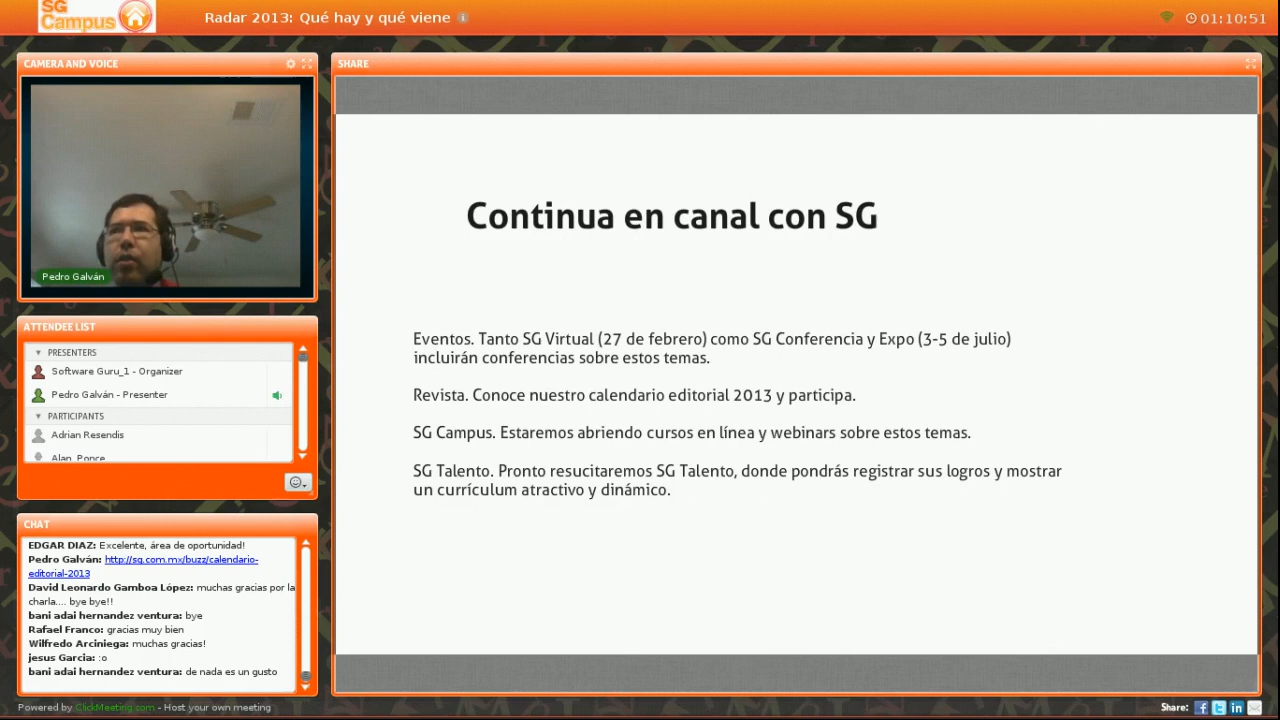 SG
Campus
Radar 2013: Qué hay y qué viene
01:10:51
CAMERA AND VOICE
Pedro Galván
ATTENDEE LIST
PRESENTERS
Software Guru_1 - Organizer
Pedro Galván - Presenter
PARTICIPANTS
Adrian Resendis
Alan Ponce
CHAT
EDGAR DIAZ: Excelente, área de oportunidad!
Pedro Galván: http://sg.com.mx/buzz/calendario-
editorial-2013
David Leonardo Gamboa López: muchas gracias por la
charla.... bye bye!!
bani adai hernandez ventura: bye
Rafael Franco: gracias muy bien
Wilfredo Arciniega: muchas gracias!
jesus Garcia: :o
bani adai hernandez ventura: de nada es un gusto
SHARE
Continua en canal con SG
Eventos. Tanto SG Virtual (27 de febrero) como SG Conferencia y Expo (3-5 de julio)
incluirán conferencias sobre estos temas.
Revista. Conoce nuestro calendario editorial 2013 y participa.
SG Campus. Estaremos abriendo cursos en línea y webinars sobre estos temas.
SG Talento. Pronto resucitaremos SG Talento, donde pondrás registrar sus logros y mostrar
un currículum atractivo y dinámico.
Powered by ClickMeeting.com - Host your own meeting
Share: